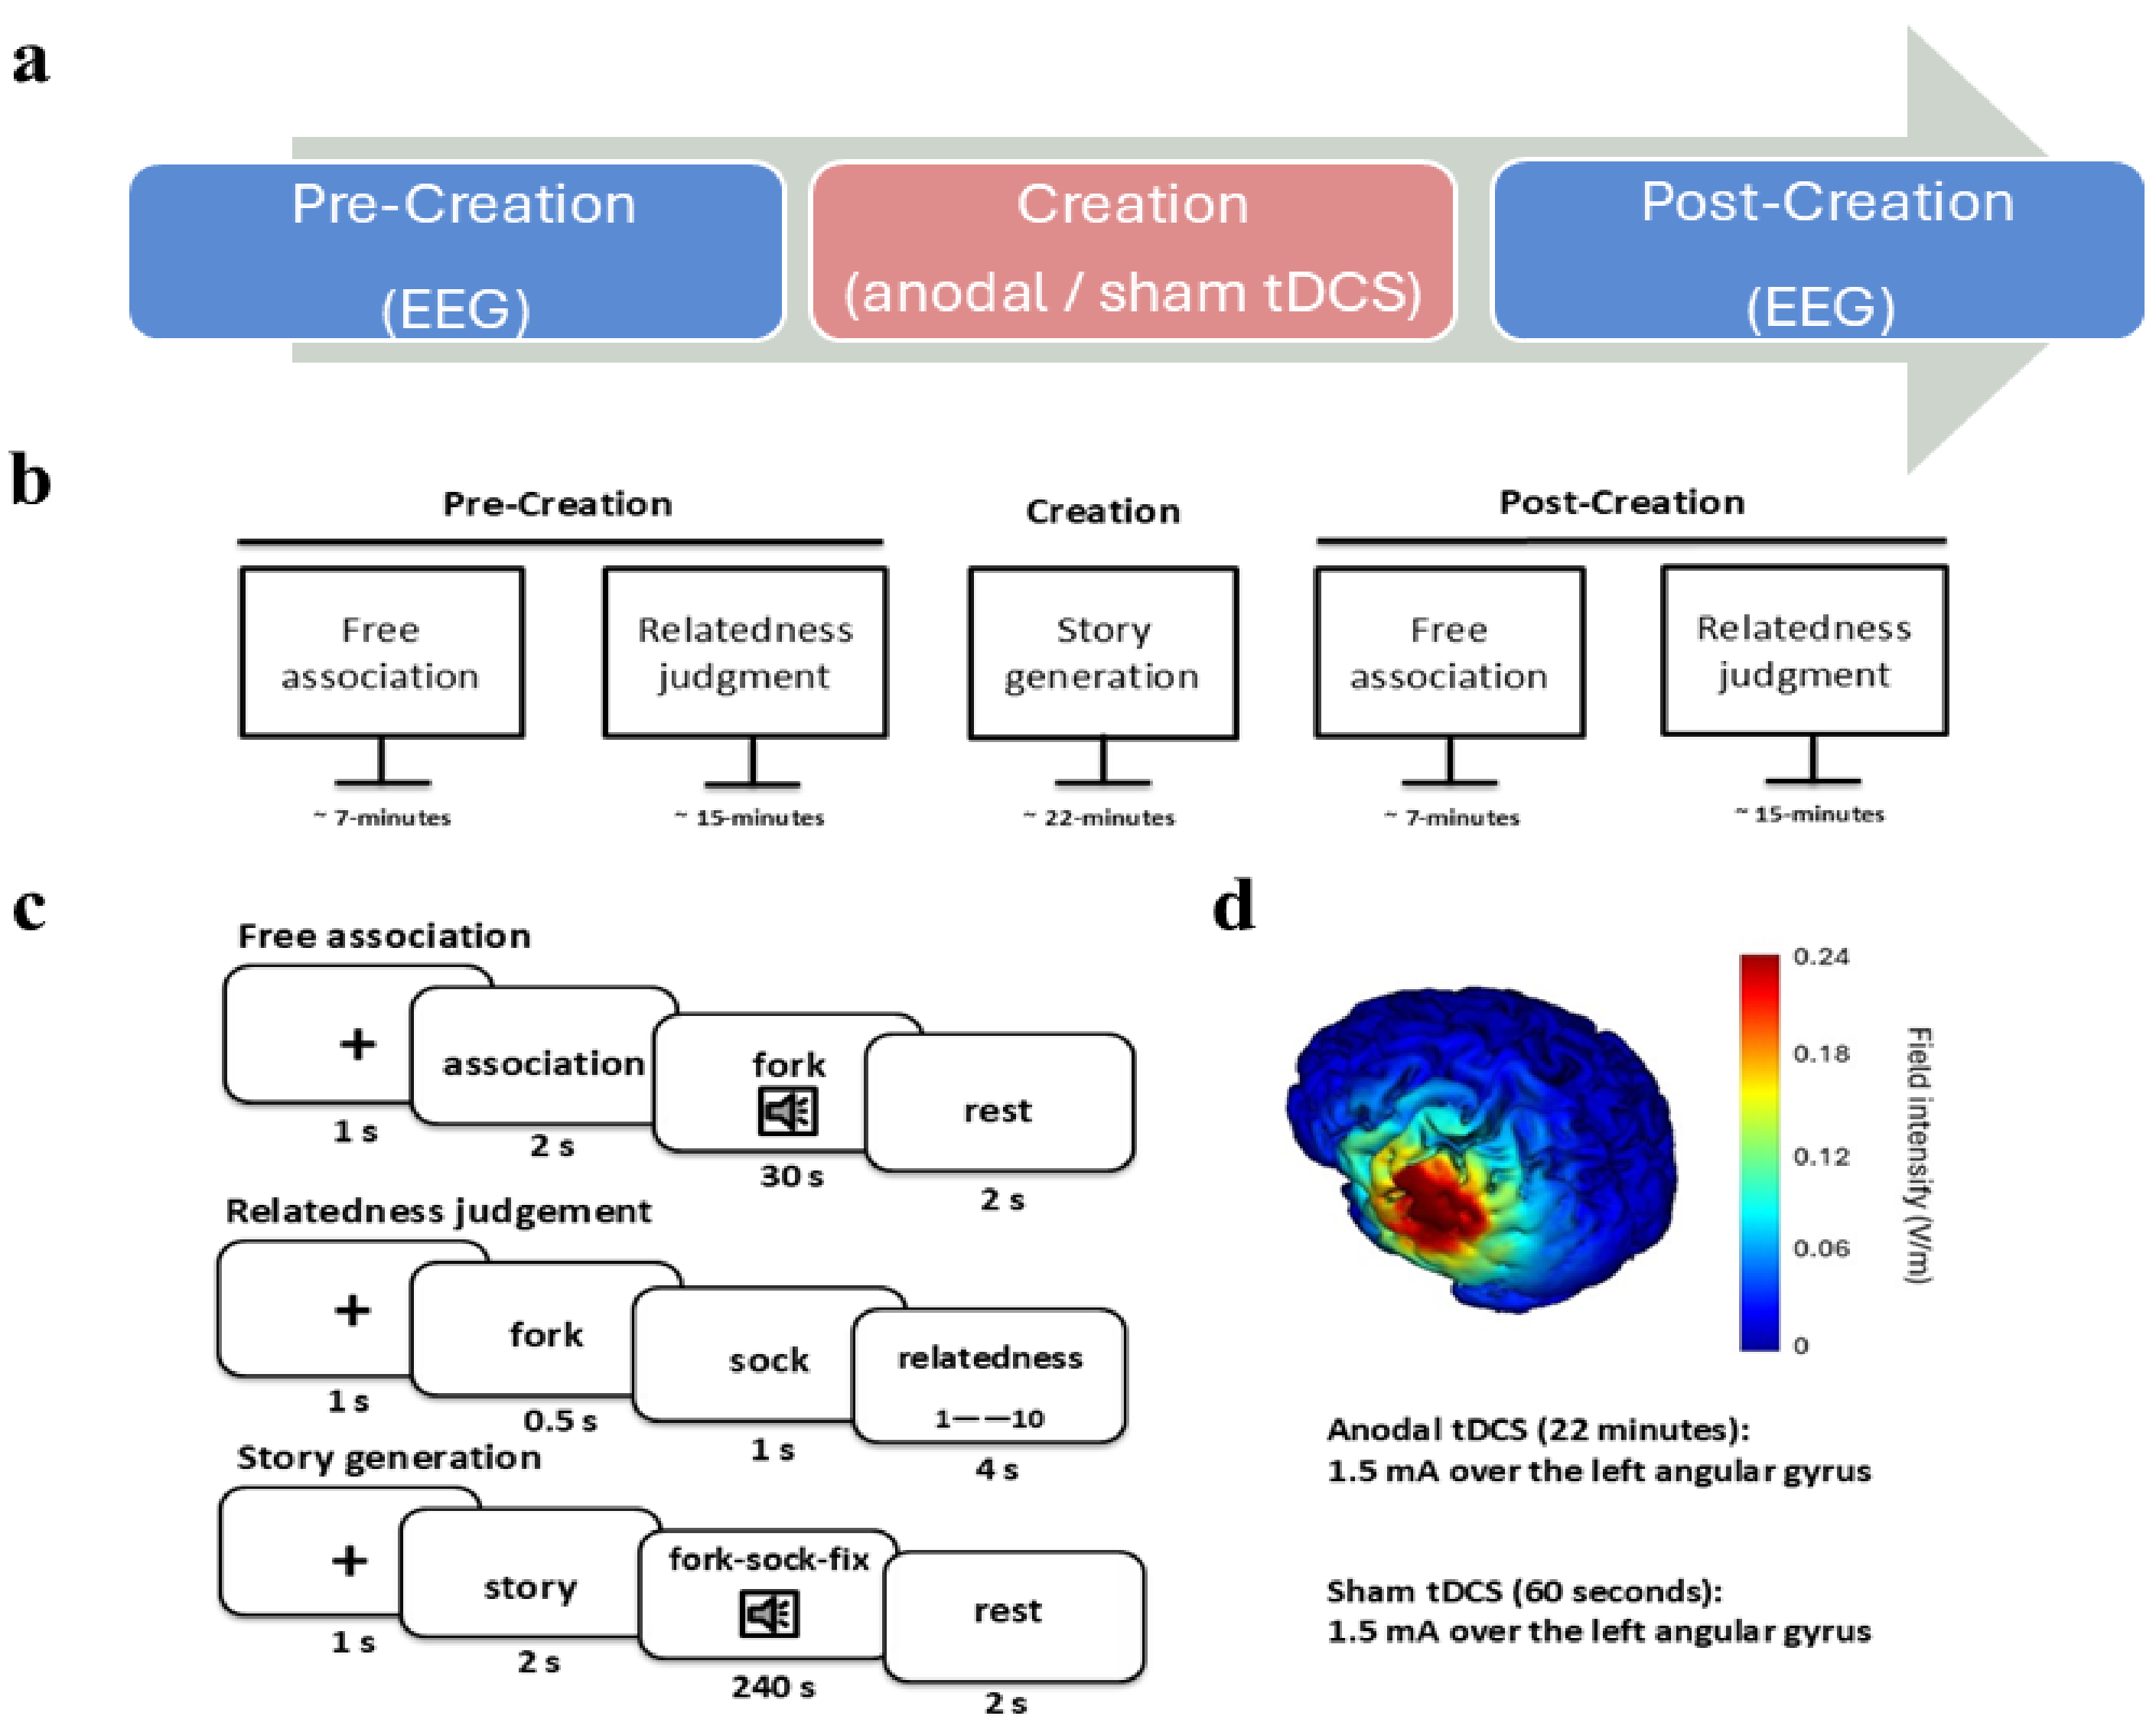 a
Pre-Creation
(EEG)
Creation
(anodal / sham tDCS)
Post-Creation
(EEG)
b
Pre-Creation
Creation
Post-Creation
Free
association
~ 7-minutes
Relatedness
judgment
~ 15-minutes
Story
generation
~ 22-minutes
Free
association
~ 7-minutes
Relatedness
judgment
~ 15-minutes
c
Free association
+
1 s
association
2 s
fork
30 s
rest
2 s
Relatedness judgement
+
1 s
fork
0.5 s
sock
1 s
relatedness
1——10
4 s
Story generation
+
1 s
story
2 s
fork-sock-fix
240 s
rest
2 s
d
0.24
0.18
0.12
0.06
0
Field intensify (V/m)
Anodal tDCS (22 minutes):
1.5 mA over the left angular gyrus
Sham tDCS (60 seconds):
1.5 mA over the left angular gyrus